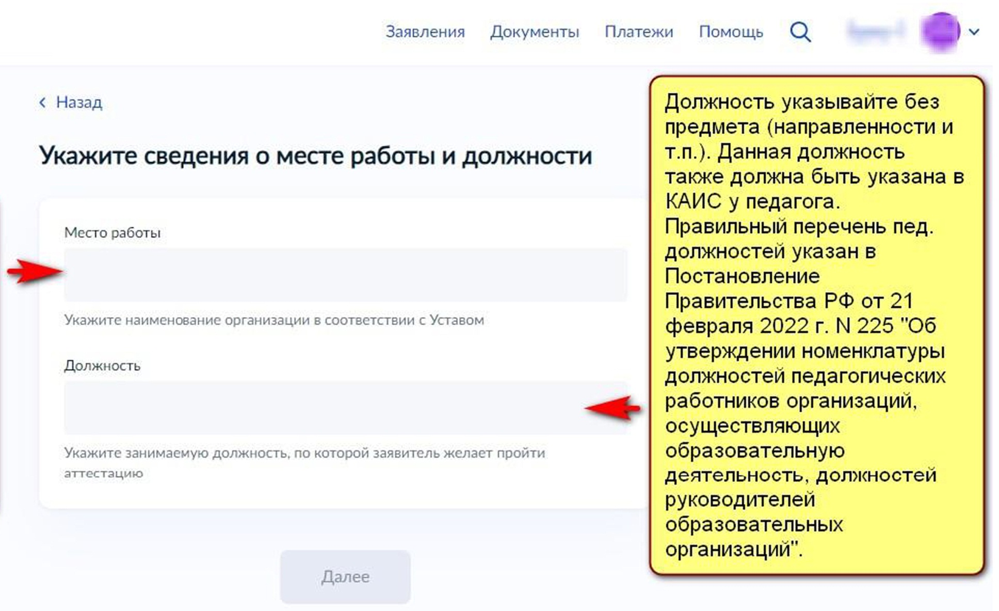 Заявления Документы Платежи Помощь
Назад
Укажите сведения о месте работы и должности
Место работы
Укажите наименование организации в соответствии с Уставом
Должность
Укажите занимаемую должность, по которой заявитель желает пройти
аттестацию
Далее
Должность указывайте без
предмета (направленности и
т.п.). Данная должность
также должна быть указана в
КАИС у педагога.
Правильный перечень пед.
должностей указан в
Постановление
Правительства РФ от 21
февраля 2022 г. N 225 "Об
утверждении номенклатуры
должностей педагогических
работников организаций,
осуществляющих
образовательную
деятельность, должностей
руководителей
образовательных
организаций".